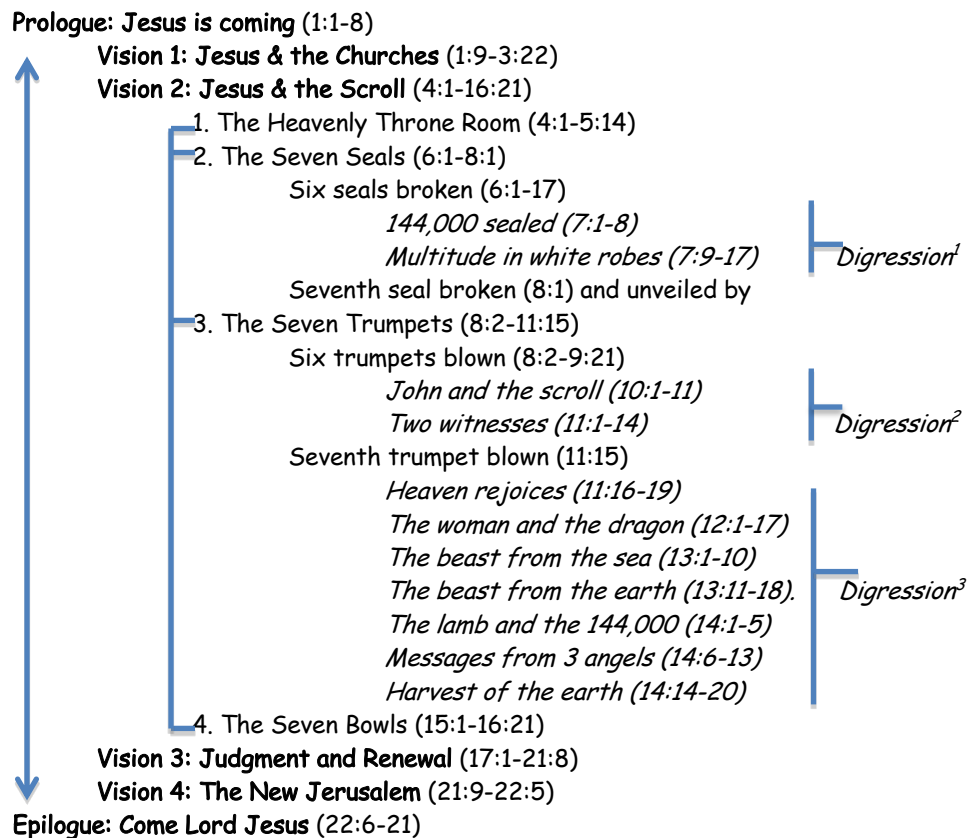 Prologue: Jesus is coming (1:1-8)
Vision 1: Jesus & the Churches (1:9-3:22)
Vision 2: Jesus & the Scroll (4:1-16:21)
1. The Heavenly Throne Room (4:1-5:14)
2. The Seven Seals (6:1-8:1)
Six seals broken (6:1-17)
144,000 sealed (7:1-8)
Multitude in white robes (7:9-17)
Digression1
Seventh seal broken (8:1) and unveiled by
3. The Seven Trumpets (8:2-11:15)
Six trumpets blown (8:2-9:21)
John and the scroll (10:1-11)
Two witnesses (11:1-14)
Digression2
Seventh trumpet blown (11:15)
Heaven rejoices (11:16-19)
The woman and the dragon (12:1-17)
The beast from the sea (13:1-10)
The beast from the earth (13:11-18).
Digression3
The lamb and the 144,000 (14:1-5)
Messages from 3 angels (14:6-13)
Harvest of the earth (14:14-20)
4. The Seven Bowls (15:1-16:21)
Vision 3: Judgment and Renewal (17:1-21:8)
Vision 4: The New Jerusalem (21:9-22:5)
Epilogue: Come Lord Jesus (22:6-21)